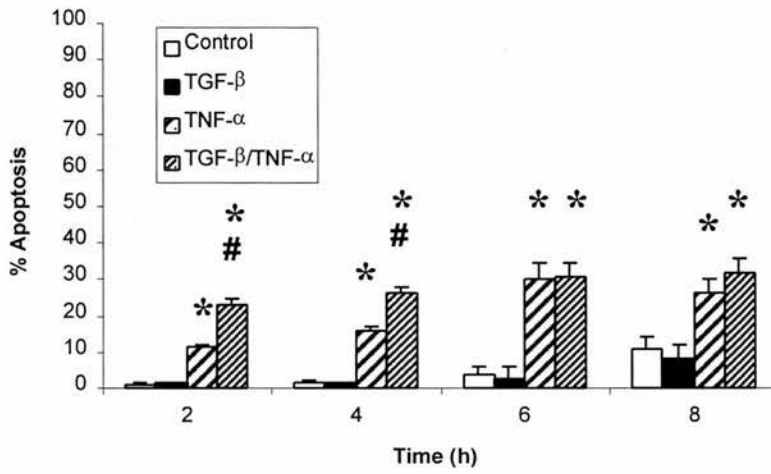 100
90
80
70
60
50
40
30
20
10
0
% Apoptosis
Control
TGF-β
TNF-α
TGF-β/TNF-α
* # *
* # *
* *
* *
2 4 6 8
Time (h)